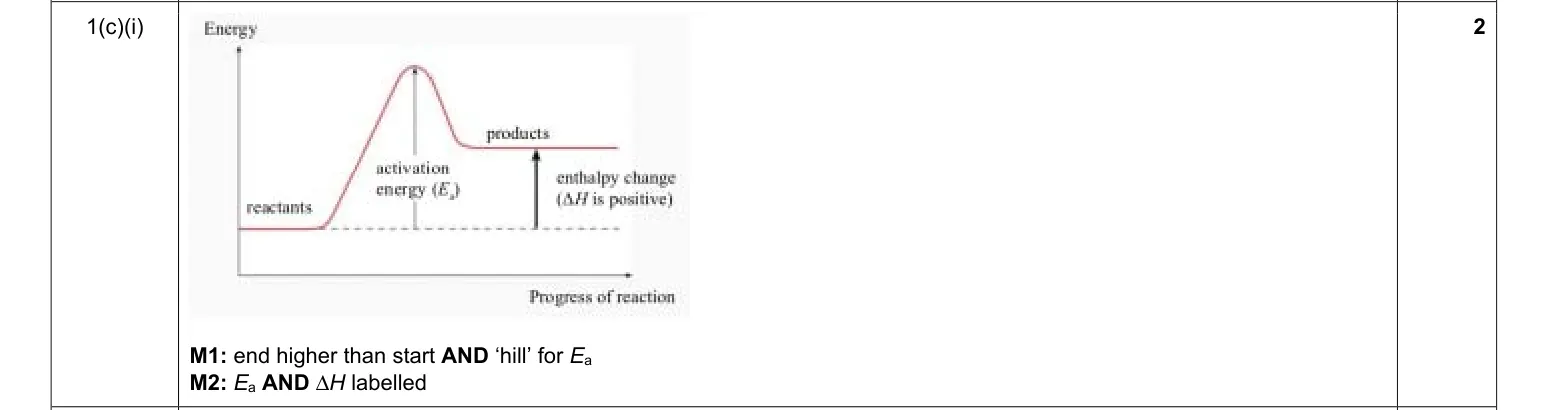 1(c)(i)
2
Energy
products
activation
energy (Ea)
enthalpy change
(ΔH is positive)
reactants
Progress of reaction
M1: end higher than start AND ‘hill’ for Ea
M2: Ea AND ΔH labelled